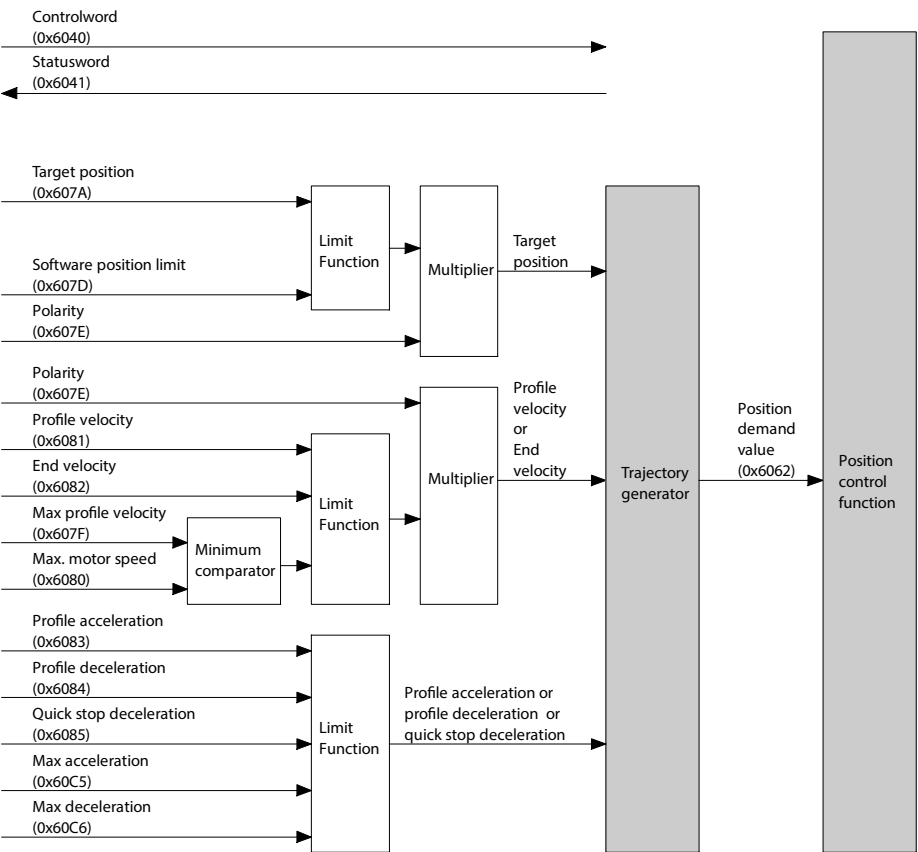 Controlword
(0x6040)
Statusword
(0x6041)
Target position
(0x607A)
Limit
Function
Software position limit
(0x607D)
Polarity
(0x607E)
Multiplier
Target
position
Polarity
(0x607E)
Profile velocity
(0x6081)
End velocity
(0x6082)
Max profile velocity
(0x607F)
Max. motor speed
(0x6080)
Minimum
comparator
Limit
Function
Multiplier
Profile
velocity
or
End
velocity
Trajectory
generator
Position
demand
value
(0x6062)
Position
control
function
Profile acceleration
(0x6083)
Profile deceleration
(0x6084)
Quick stop deceleration
(0x6085)
Max acceleration
(0x60C5)
Max deceleration
(0x60C6)
Limit
Function
Profile acceleration or
profile deceleration or
quick stop deceleration